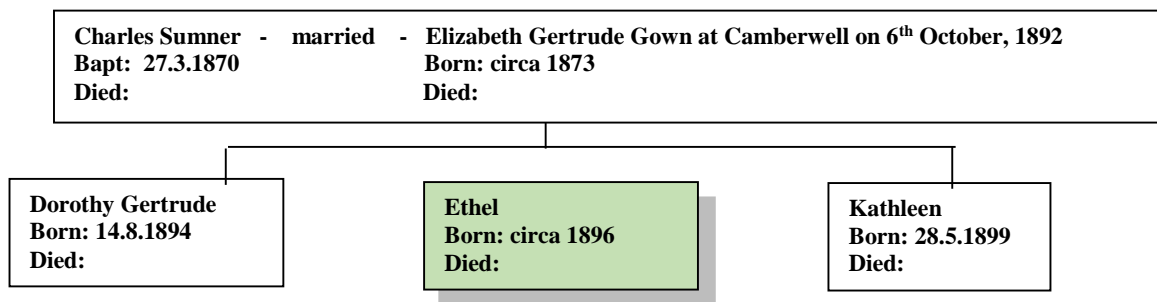 Charles Sumner - married - Elizabeth Gertrude Gown at Camberwell on 6th October, 1892
Bapt: 27.3.1870 Born: circa 1873
Died: Died:
Dorothy Gertrude
Born: 14.8.1894
Died:
Ethel
Born: circa 1896
Died:
Kathleen
Born: 28.5.1899
Died: